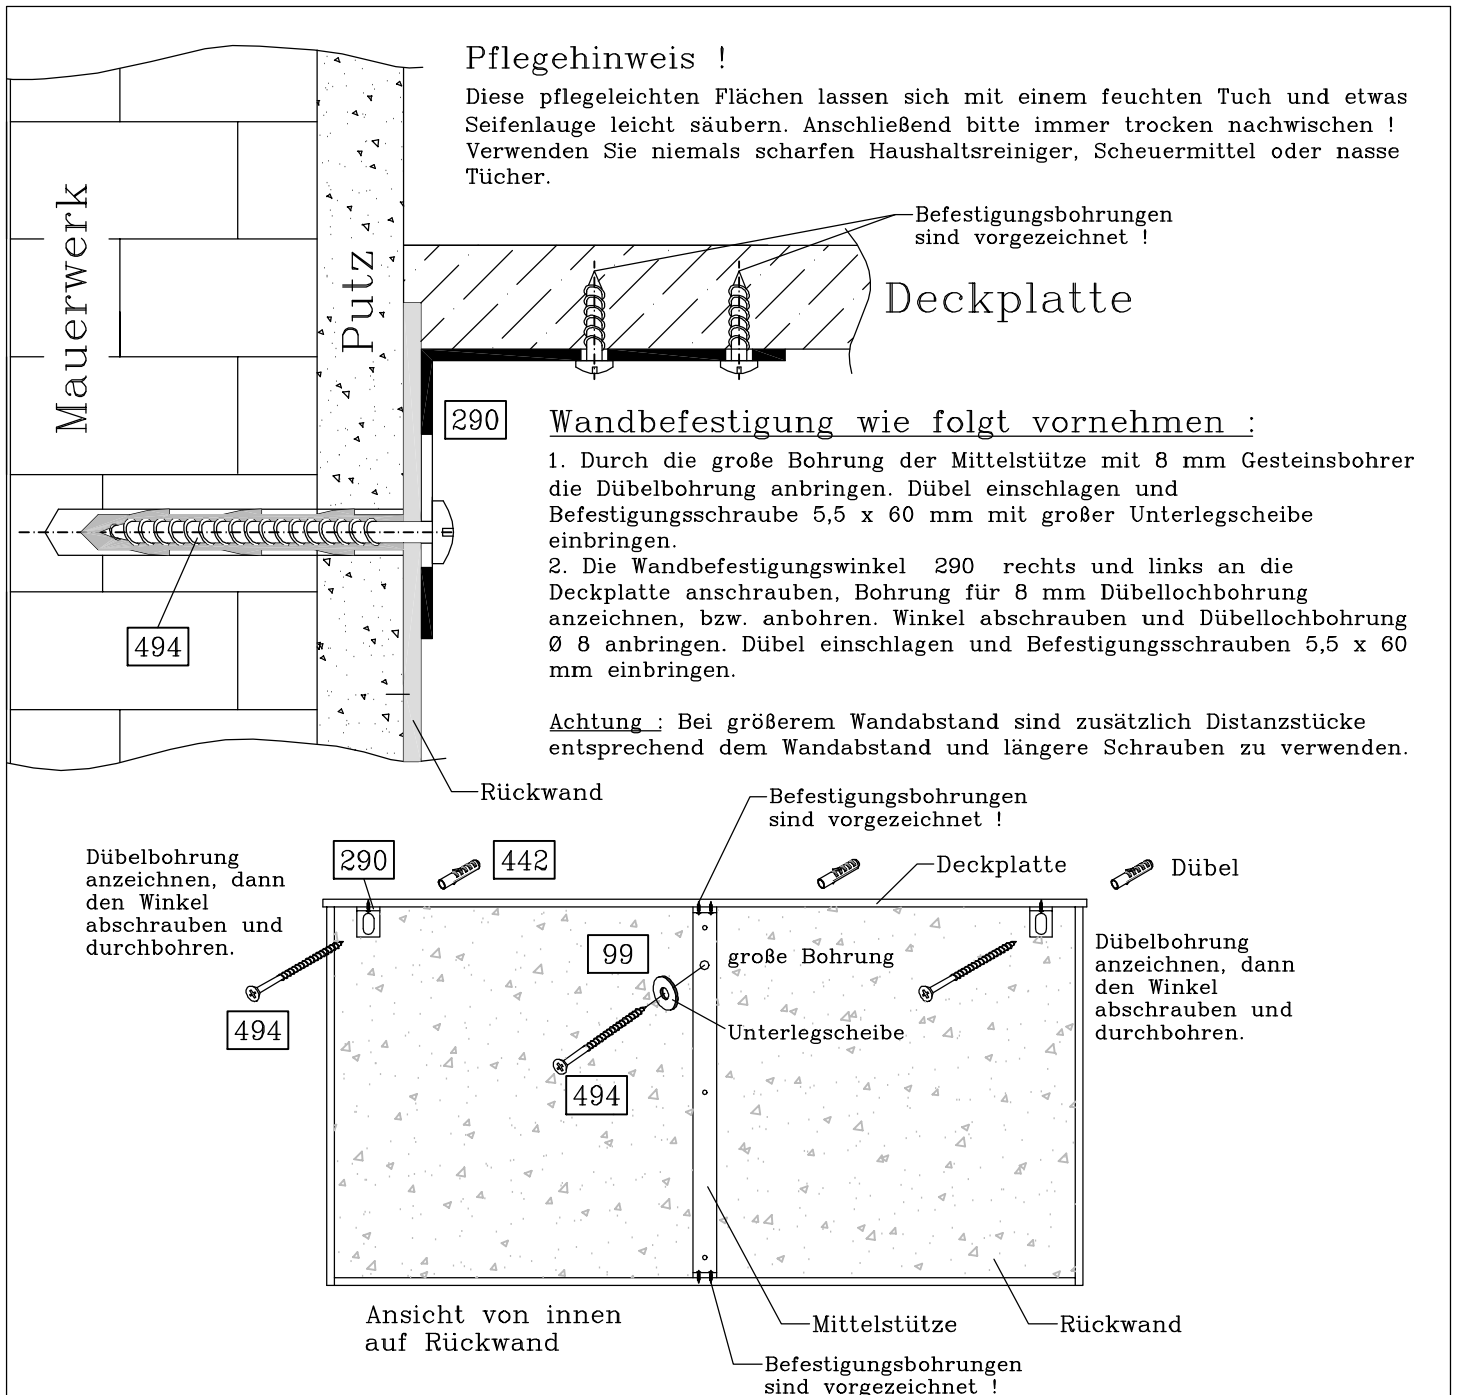 Pflegehinweis !
Diese pflegeleichten Flächen lassen sich mit einem feuchten Tuch und etwas
Seifenlauge leicht säubern. Anschließend bitte immer trocken nachwischen !
Verwenden Sie niemals scharfen Haushaltsreiniger, Scheuermittel oder nasse
Tücher.
Mauerwerk
Putz
Befestigungsbohrungen
sind vorgezeichnet !
Deckplatte
290
494
Wandbefestigung wie folgt vornehmen :
1. Durch die große Bohrung der Mittelstütze mit 8 mm Gesteinsbohrer
die Dübelbohrung anbringen. Dübel einschlagen und
Befestigungsschraube 5,5 x 60 mm mit großer Unterlegscheibe
einbringen.
2. Die Wandbefestigungswinkel 290 rechts und links an die
Deckplatte anschrauben, Bohrung für 8 mm Dübellochbohrung
anzeichnen, bzw. anbohren. Winkel abschrauben und Dübellochbohrung
Ø 8 anbringen. Dübel einschlagen und Befestigungsschrauben 5,5 x 60
mm einbringen.
Achtung : Bei größerem Wandabstand sind zusätzlich Distanzstücke
entsprechend dem Wandabstand und längere Schrauben zu verwenden.
Rückwand
Befestigungsbohrungen
sind vorgezeichnet !
Dübelbohrung
anzeichnen, dann
den Winkel
abschrauben und
durchbohren.
290
442
Deckplatte
Dübel
99
große Bohrung
Unterlegscheibe
494
494
Dübelbohrung
anzeichnen, dann
den Winkel
abschrauben und
durchbohren.
Ansicht von innen
auf Rückwand
Mittelstütze
Rückwand
Befestigungsbohrungen
sind vorgezeichnet !